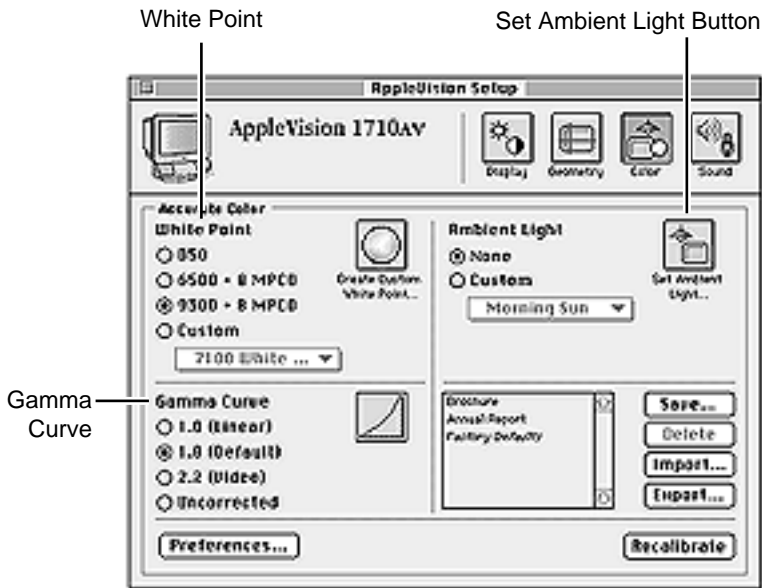 White Point
Set Ambient Light Button
AppleVision Setup
AppleVision 1710AV
Display
Geometry
Color
Sound
Accurate Color
White Point
D50
6500 + 8 MPCD
9300 + 8 MPCD
Custom
7100 White ...
Create Custom
White Point...
Ambient Light
None
Custom
Morning Sun
Set Ambient
Light...
Gamma
Curve
Gamma Curve
1.0 (Linear)
1.8 (Default)
2.2 (Video)
Uncorrected
Brochure
Annual Report
Factory Defaults
Save...
Delete
Import...
Export...
Preferences...
Recalibrate